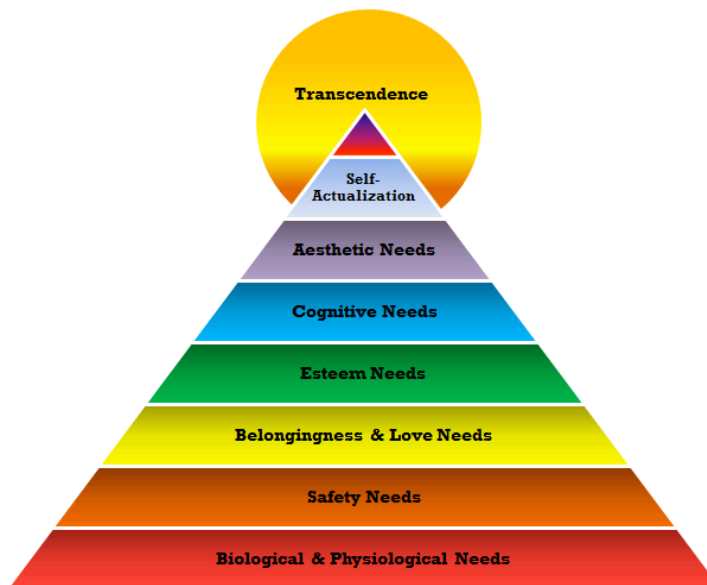 Transcendence
Self-
Actualization
Aesthetic Needs
Cognitive Needs
Esteem Needs
Belongingness & Love Needs
Safety Needs
Biological & Physiological Needs